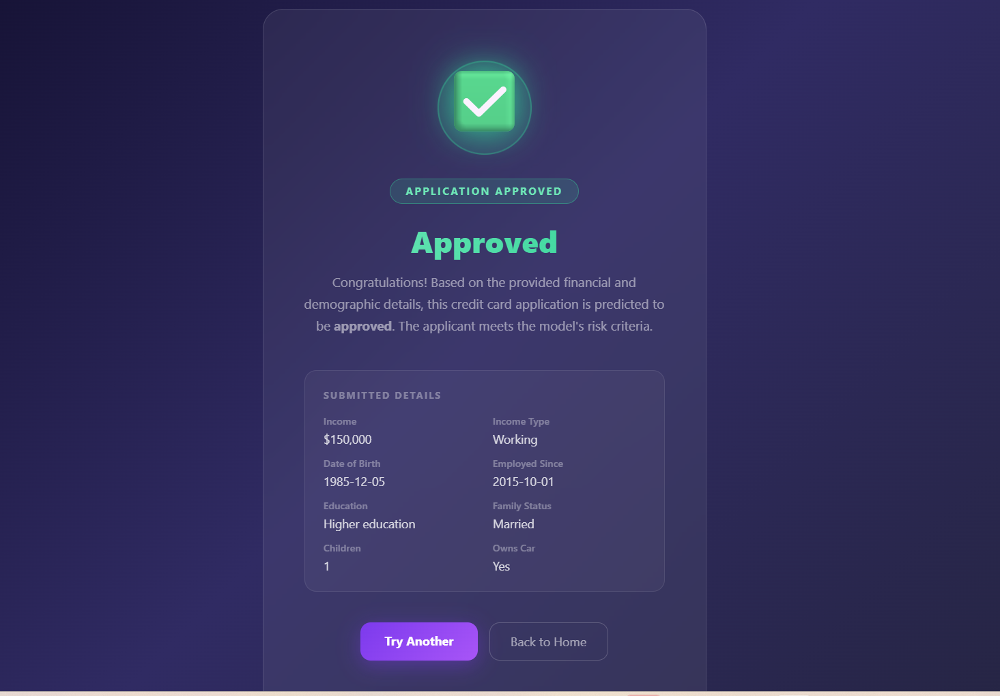 APPLICATION APPROVED
Approved
Congratulations! Based on the provided financial and
demographic details, this credit card application is predicted to
be approved. The applicant meets the model's risk criteria.
SUBMITTED DETAILS
Income
$150,000
Income Type
Working
Date of Birth
1985-12-05
Employed Since
2015-10-01
Education
Higher education
Family Status
Married
Children
1
Owns Car
Yes
Try Another
Back to Home